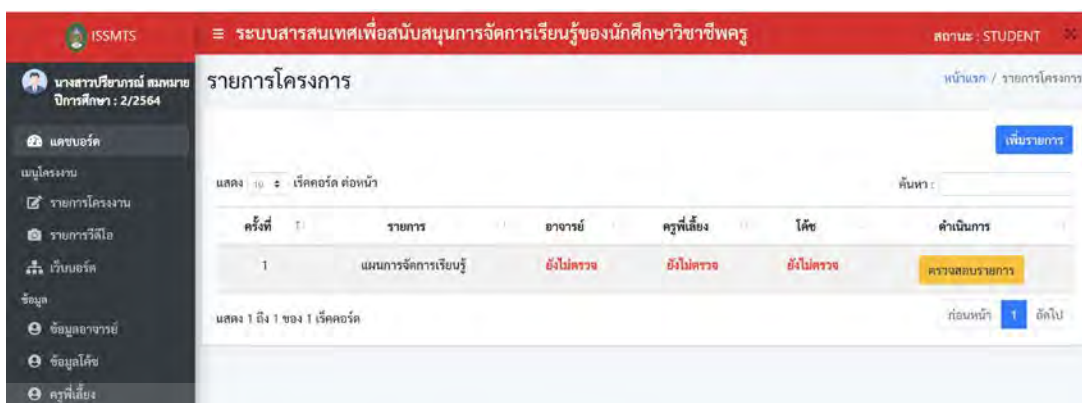 ISSMTS
≡ ระบบสารสนเทศเพื่อสนับสนุนการจัดการเรียนรู้ของนักศึกษาวิชาชีพครู
สถานะ : STUDENT
นางสาวปรียาภรณ์ สมหมาย
ปีการศึกษา : 2/2564
แดชบอร์ด
เมนูโครงงาน
รายการโครงงาน
รายการวีดีโอ
เว็บบอร์ด
ข้อมูล
ข้อมูลอาจารย์
ข้อมูลโค้ช
ครูพี่เลี้ยง
รายการโครงการ
หน้าแรก / รายการโครงการ
เพิ่มรายการ
แสดง 10 เร็คคอร์ด ต่อหน้า
ค้นหา :
ครั้งที่ รายการ อาจารย์ ครูพี่เลี้ยง โค้ช ดำเนินการ
1 แผนการจัดการเรียนรู้ ยังไม่ตรวจ ยังไม่ตรวจ ยังไม่ตรวจ ตรวจสอบรายการ
แสดง 1 ถึง 1 ของ 1 เร็คคอร์ด
ก่อนหน้า 1 ถัดไป